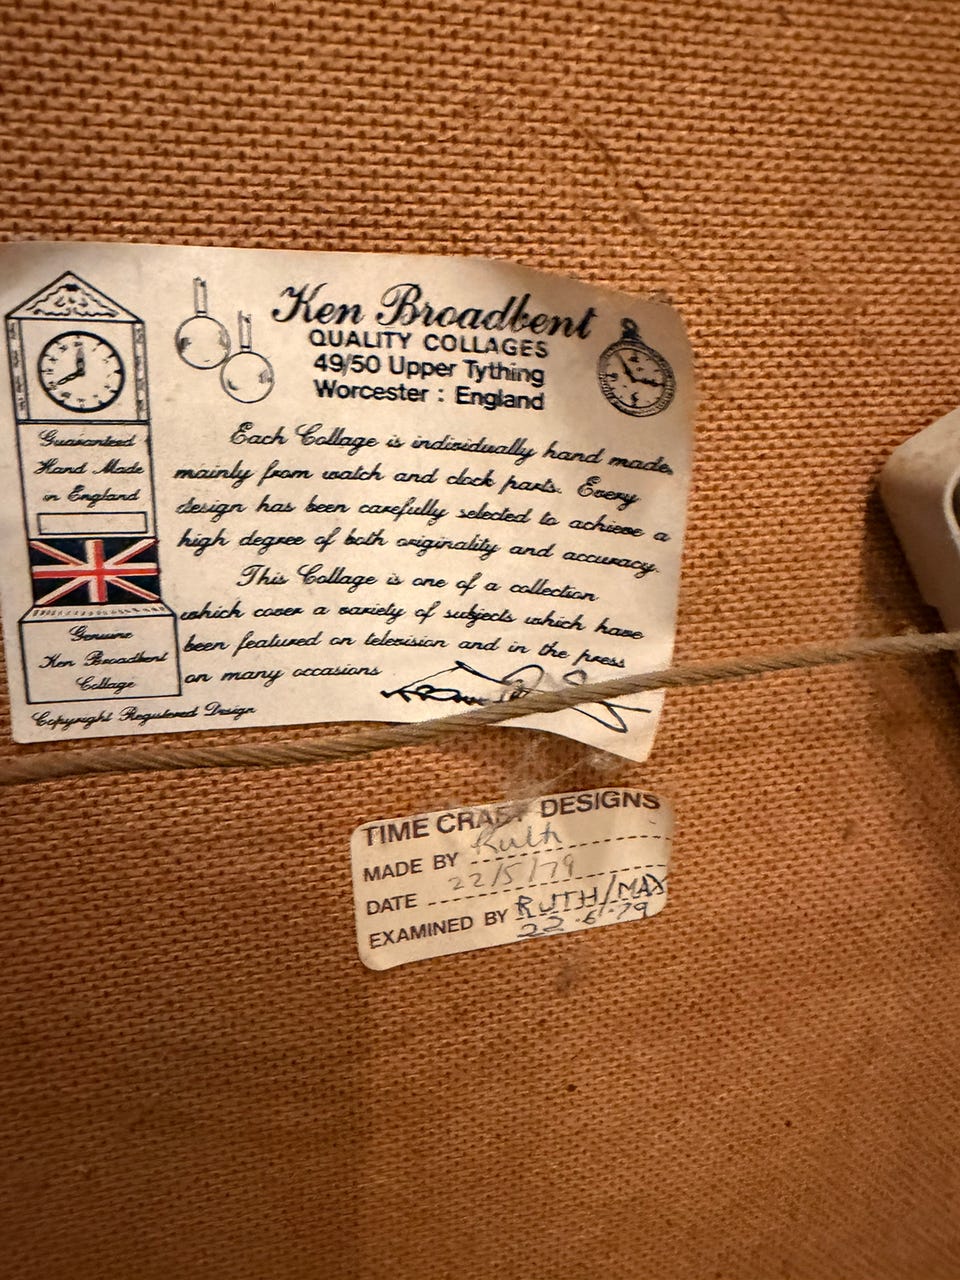 Ken Broadbent
QUALITY COLLAGES
49/50 Upper Tything
Worcester : England
Each Collage is individually hand made
mainly from watch and clock parts. Every
design has been carefully selected to achieve a
high degree of both originality and accuracy.
This Collage is one of a collection
which cover a variety of subjects which have
been featured on television and in the press
on many occasions
Guaranteed
Hand Made
in England
Genuine
Ken Broadbent
Collage
Copyright Registered Design
TIME CRAFT DESIGNS
MADE BY Ruth
DATE 22/5/79
EXAMINED BY RUTH/MAX
22.6.79